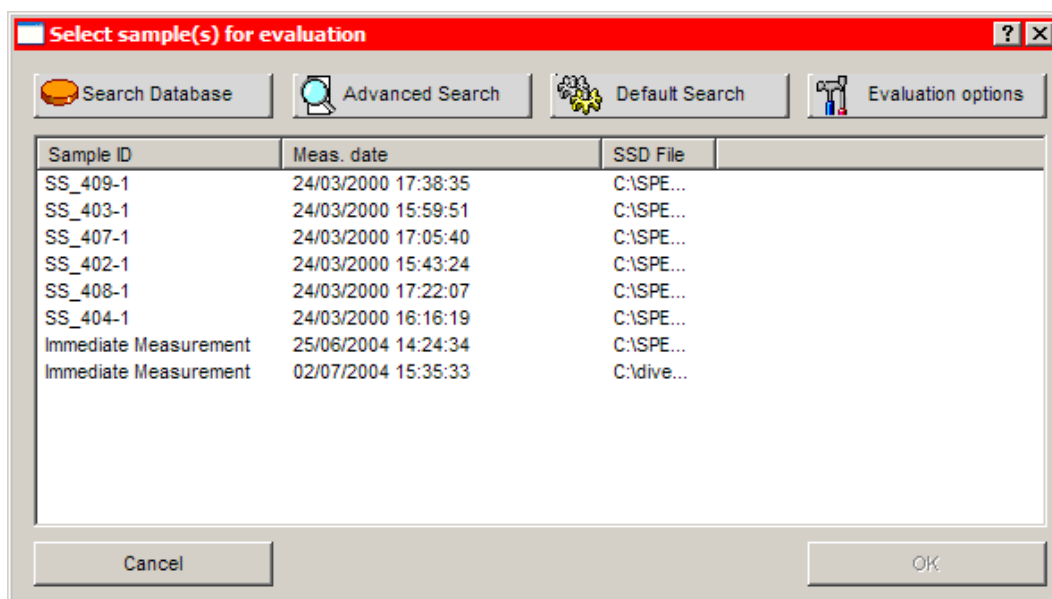 Select sample(s) for evaluation
Search Database Advanced Search Default Search Evaluation options
Sample ID Meas. date SSD File
SS_409-1 24/03/2000 17:38:35 C:\SPE...
SS_403-1 24/03/2000 15:59:51 C:\SPE...
SS_407-1 24/03/2000 17:05:40 C:\SPE...
SS_402-1 24/03/2000 15:43:24 C:\SPE...
SS_408-1 24/03/2000 17:22:07 C:\SPE...
SS_404-1 24/03/2000 16:16:19 C:\SPE...
Immediate Measurement 25/06/2004 14:24:34 C:\SPE...
Immediate Measurement 02/07/2004 15:35:33 C:\dive...
Cancel OK